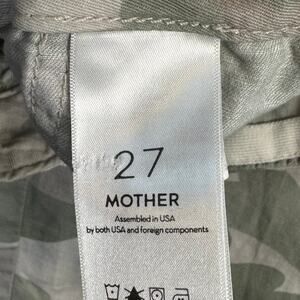 27
MOTHER
Assembled in USA
by both USA and foreign components